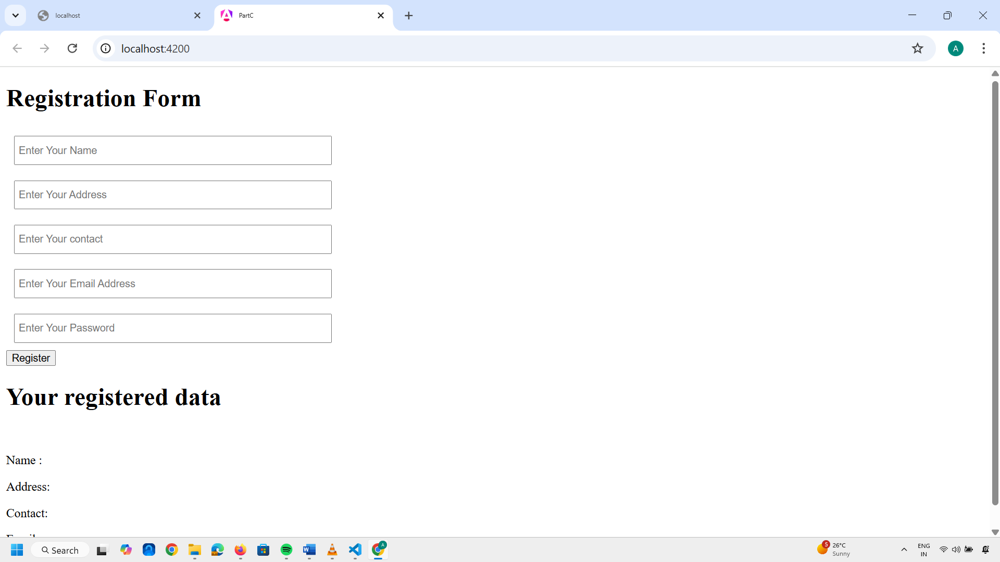 localhost
PartC
localhost:4200
A
Registration Form
Enter Your Name
Enter Your Address
Enter Your contact
Enter Your Email Address
Enter Your Password
Register
Your registered data
Name :
Address:
Contact:
Search
A
5
26°C
Sunny
ENG
IN